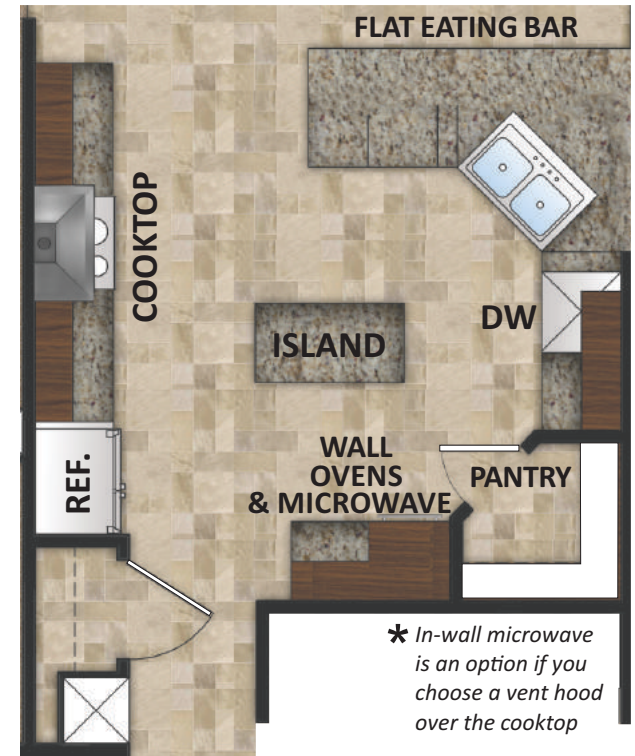 FLAT EATING BAR
COOKTOP
ISLAND
DW
REF.
WALL
OVENS
& MICROWAVE
PANTRY
* In-wall microwave
is an option if you
choose a vent hood
over the cooktop